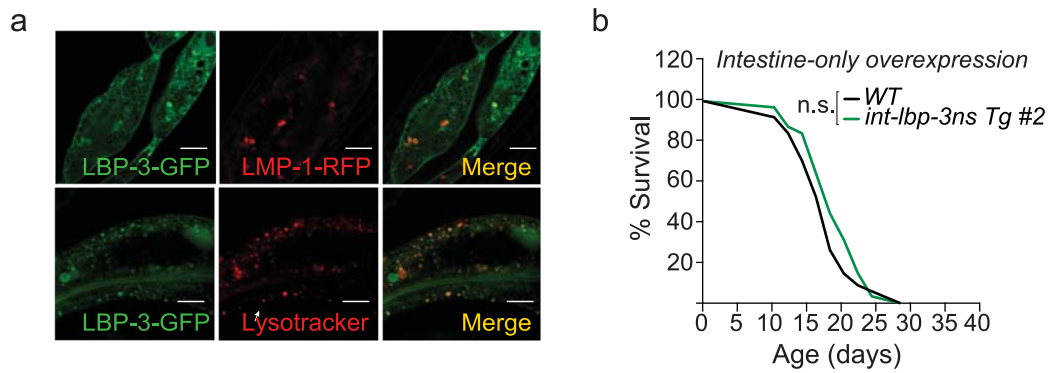 a
LBP-3-GFP
LMP-1-RFP
Merge
LBP-3-GFP
Lysotracker
Merge
b
120
100
80
60
40
20
% Survival
Intestine-only overexpression
n.s.
WT
int-lbp-3ns Tg #2
0 5 10 15 20 25 30 35 40
Age (days)